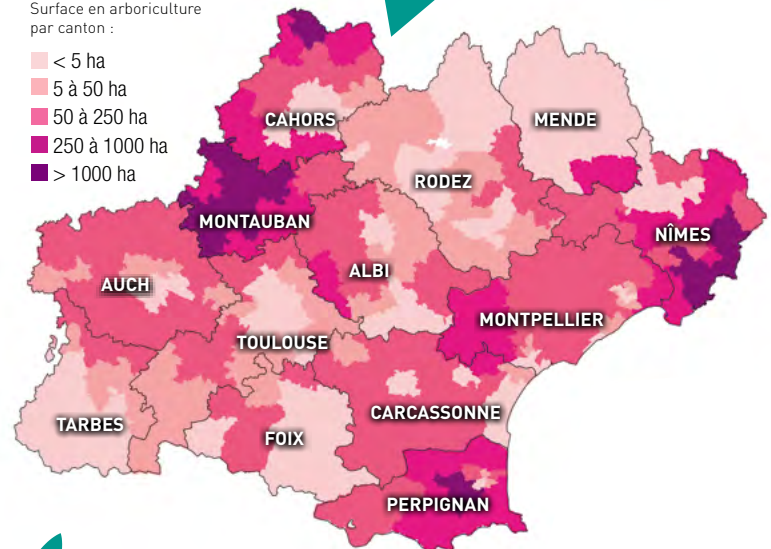 Surface en arboriculture
par canton :
< 5 ha
5 à 50 ha
50 à 250 ha
250 à 1000 ha
> 1000 ha
CAHORS
MENDE
RODEZ
MONTAUBAN
NÎMES
ALBI
AUCH
MONTPELLIER
TOULOUSE
CARCASSONNE
TARBES
FOIX
PERPIGNAN